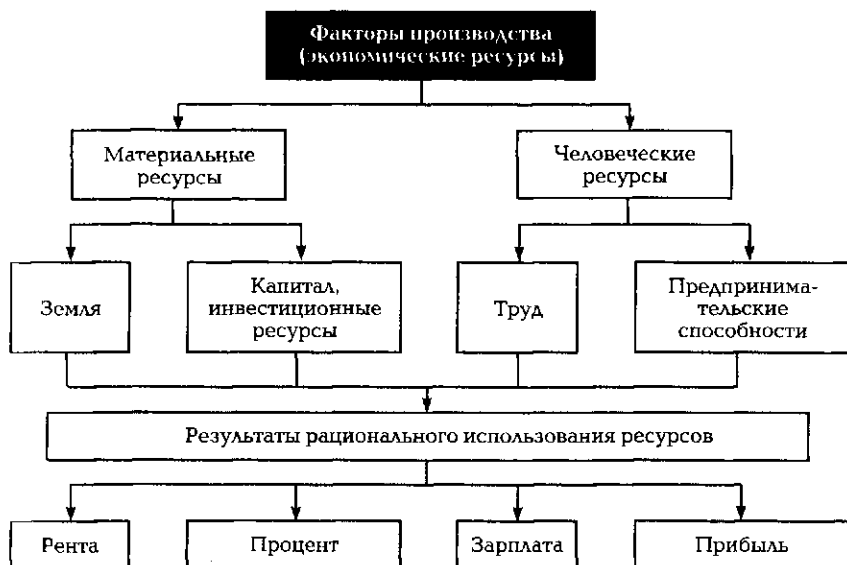 Факторы производства
(экономические ресурсы)
Материальные
ресурсы
Человеческие
ресурсы
Земля
Капитал,
инвестиционные
ресурсы
Труд
Предпринима-
тельские
способности
Результаты рационального использования ресурсов
Рента
Процент
Зарплата
Прибыль